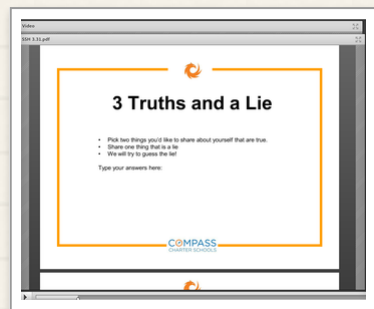 Video
SSH 3.31.pdf
3 Truths and a Lie
• Pick two things you'd like to share about yourself that are true.
• Share one thing that is a lie
• We will try to guess the lie!
Type your answers here:
COMPASS
CHARTER SCHOOLS